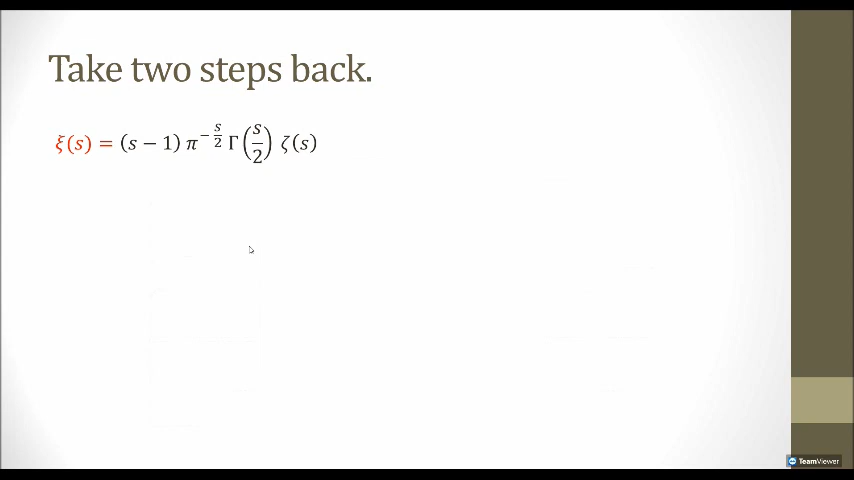 Take two steps back.
ξ(s) = (s − 1) π^{−s/2} Γ(s/2) ζ(s)
TeamViewer